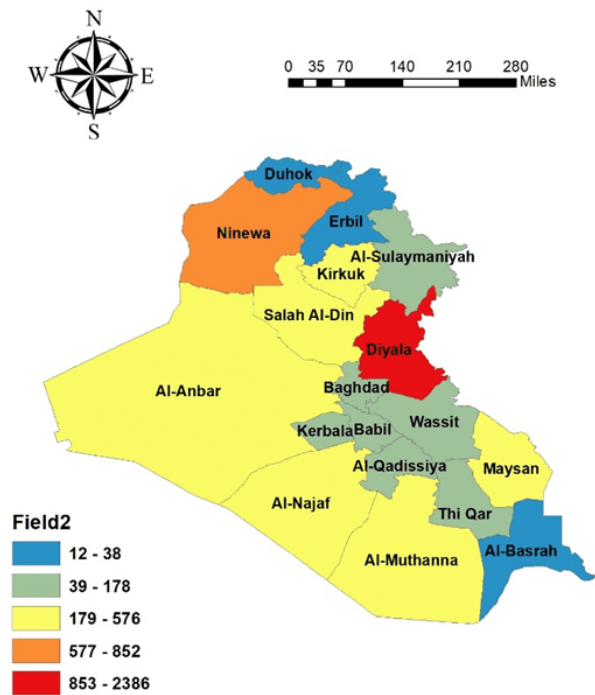 N
W E
S
0 35 70 140 210 280
Miles
Duhok
Ninewa
Erbil
Al-Sulaymaniyah
Kirkuk
Salah Al-Din
Diyala
Al-Anbar
Baghdad
Kerbala Babil
Wassit
Al-Qadissiya
Maysan
Al-Najaf
Thi Qar
Al-Muthanna
Al-Basrah
Field2
12 - 38
39 - 178
179 - 576
577 - 852
853 - 2386